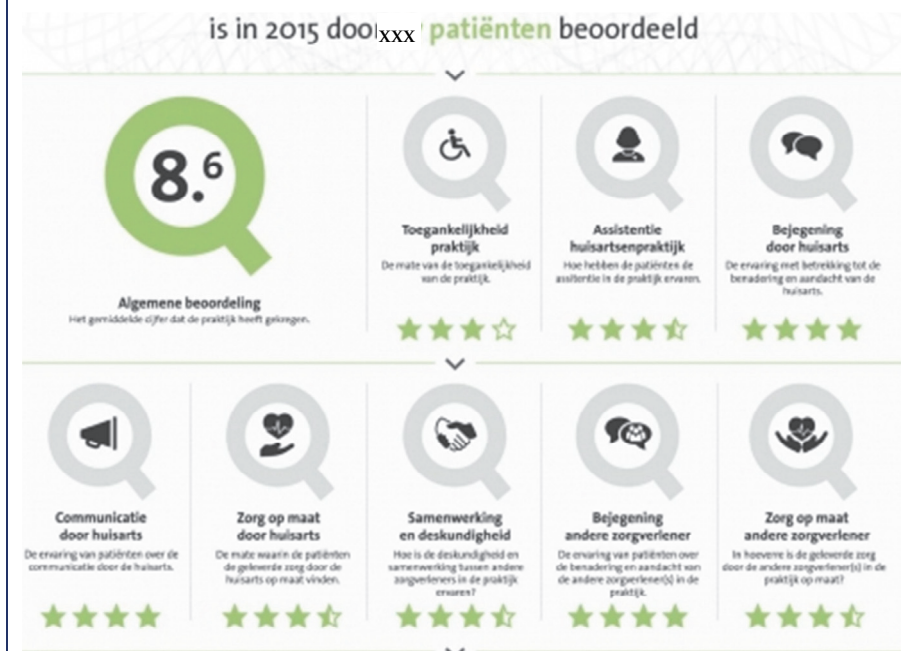 is in 2015 door xxx patiënten beoordeeld
8.6
Algemene beoordeling
Het gemiddelde cijfer dat de praktijk heeft gekregen.
Toegankelijkheid
praktijk
De mate van de toegankelijkheid
van de praktijk.
Assistentie
huisartsenpraktijk
Hoe hebben de patiënten de
assitentie in de praktijk ervaren.
Bejegening
door huisarts
De ervaring met betrekking tot de
benadering en aandacht van de
huisarts.
Communicatie
door huisarts
De ervaring van patiënten over de
communicatie door de huisarts.
Zorg op maat
door huisarts
De mate waarin de patiënten
de geleverde zorg door de
huisarts op maat vinden.
Samenwerking
en deskundigheid
Hoe is de deskundigheid en
samenwerking tussen andere
zorgverleners in de praktijk
ervaren?
Bejegening
andere zorgverlener
De ervaring van patiënten over
de benadering en aandacht van
de andere zorgverlener(s) in de
praktijk.
Zorg op maat
andere zorgverlener
In hoeverre is de geleverde zorg
door de andere zorgverlener(s) in de
praktijk op maat?